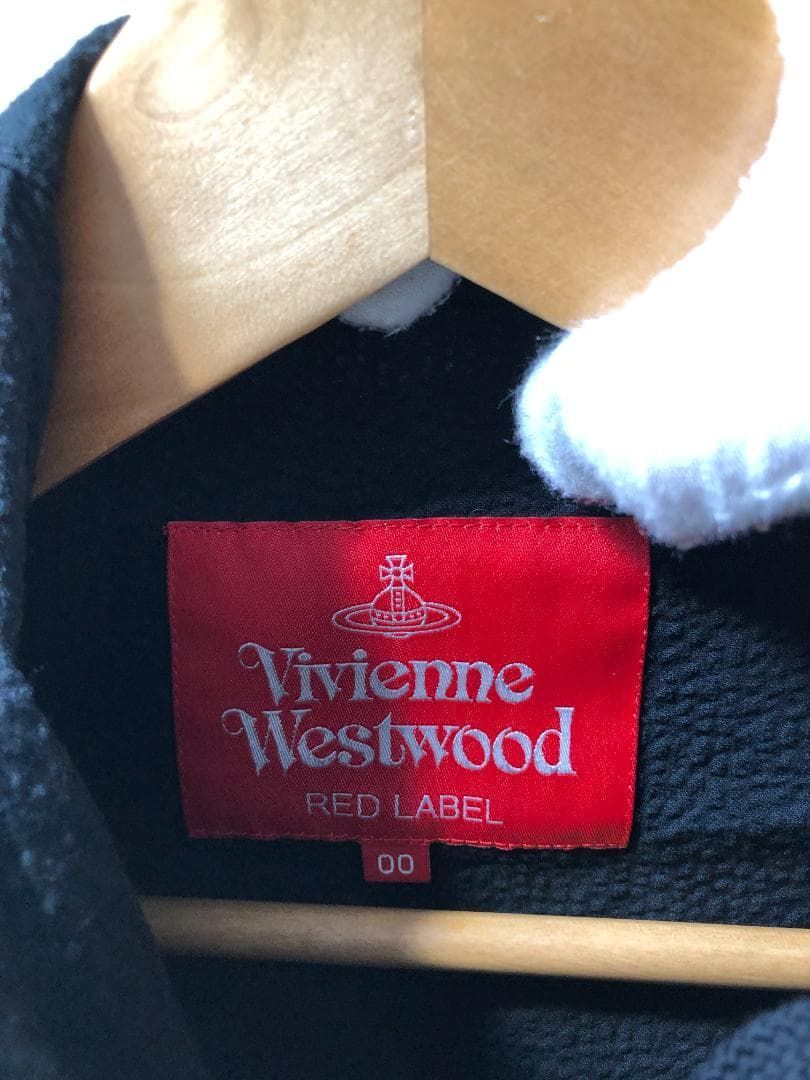 Vivienne
Westwood
RED LABEL
00